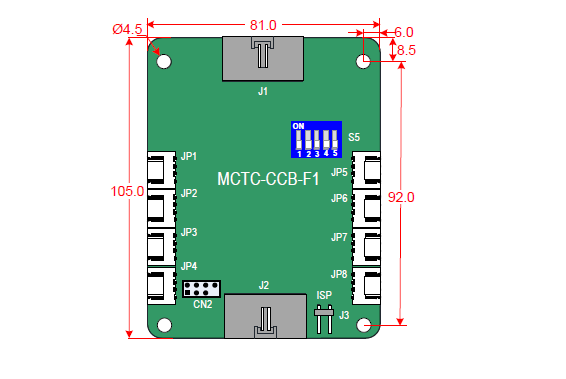 81.0
Ø4.5
6.0
8.5
J1
ON
1 2 3 4 5
S5
JP1
MCTC-CCB-F1
JP5
JP2
JP6
105.0
92.0
JP3
JP7
JP4
JP8
CN2
J2
ISP
J3